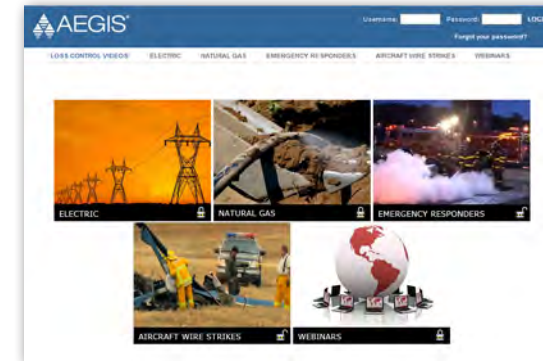 AEGIS®
Username: Password: LOGI
Forgot your password?
LOSS CONTROL VIDEOS ELECTRIC NATURAL GAS EMERGENCY RESPONDERS AIRCRAFT WIRE STRIKES WEBINARS
ELECTRIC NATURAL GAS EMERGENCY RESPONDERS
AIRCRAFT WIRE STRIKES WEBINARS